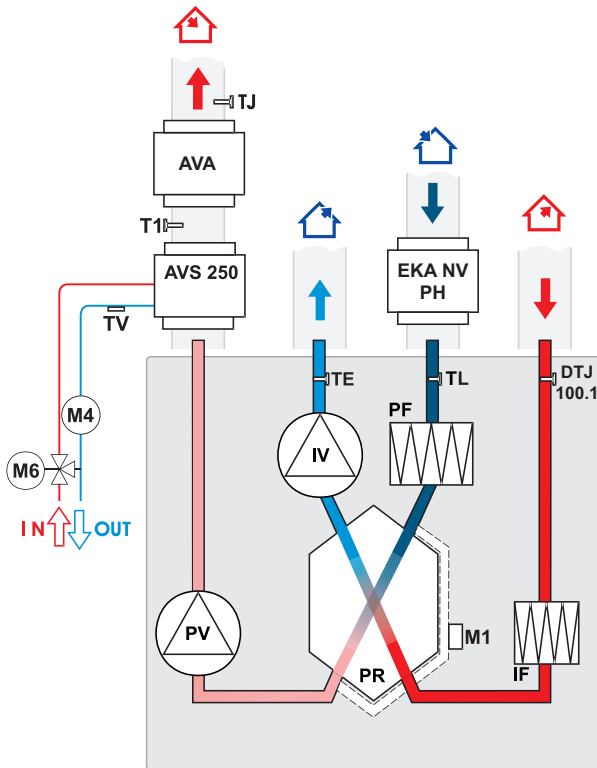 TJ
AVA
T1
AVS 250
EKA NV
PH
TV
TE
TL
DTJ
100.1
PF
M4
IV
M6
IN
OUT
PV
M1
PR
IF